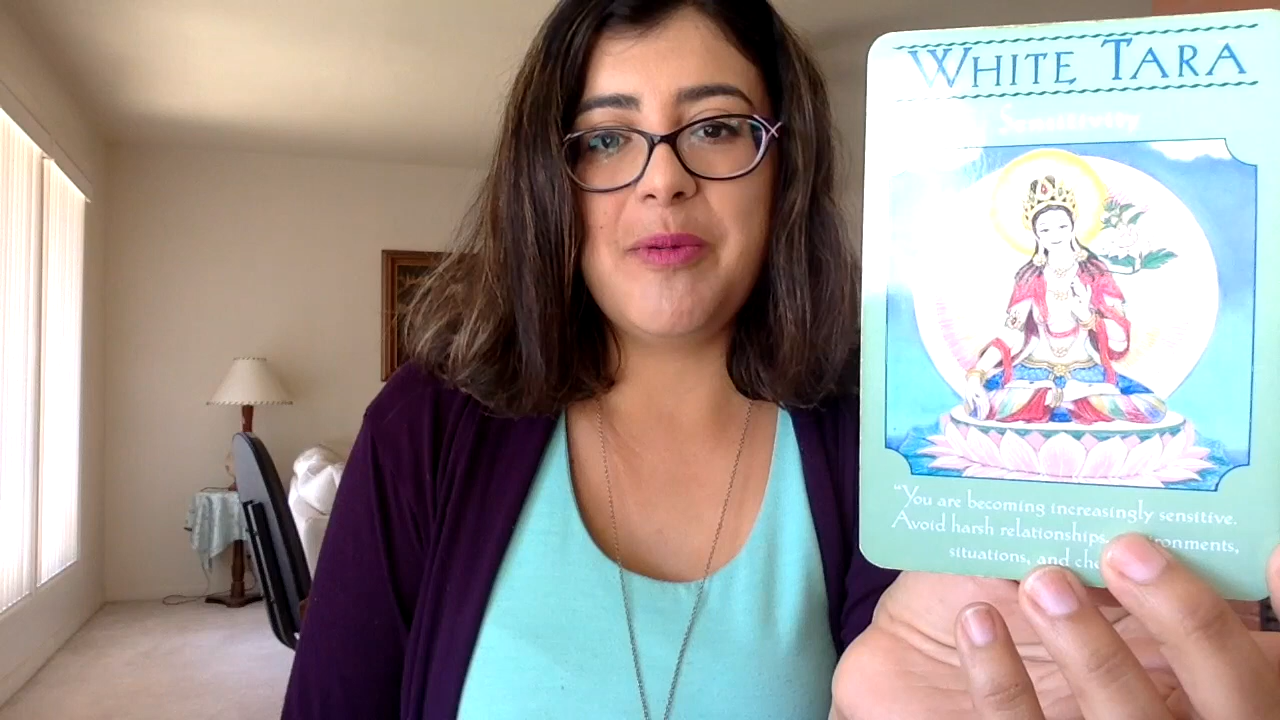 WHITE TARA
Sensitivity
"You are becoming increasingly sensitive.
Avoid harsh relationships,
situations, and